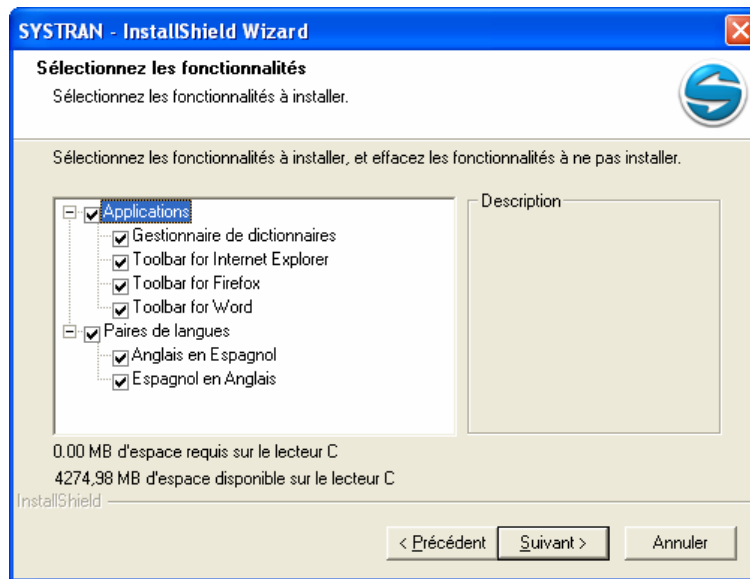 SYSTRAN - InstallShield Wizard
Sélectionnez les fonctionnalités
Sélectionnez les fonctionnalités à installer.
Sélectionnez les fonctionnalités à installer, et effacez les fonctionnalités à ne pas installer.
Applications
Gestionnaire de dictionnaires
Toolbar for Internet Explorer
Toolbar for Firefox
Toolbar for Word
Paires de langues
Anglais en Espagnol
Espagnol en Anglais
Description
0.00 MB d'espace requis sur le lecteur C
4274,98 MB d'espace disponible sur le lecteur C
InstallShield
< Précédent
Suivant >
Annuler